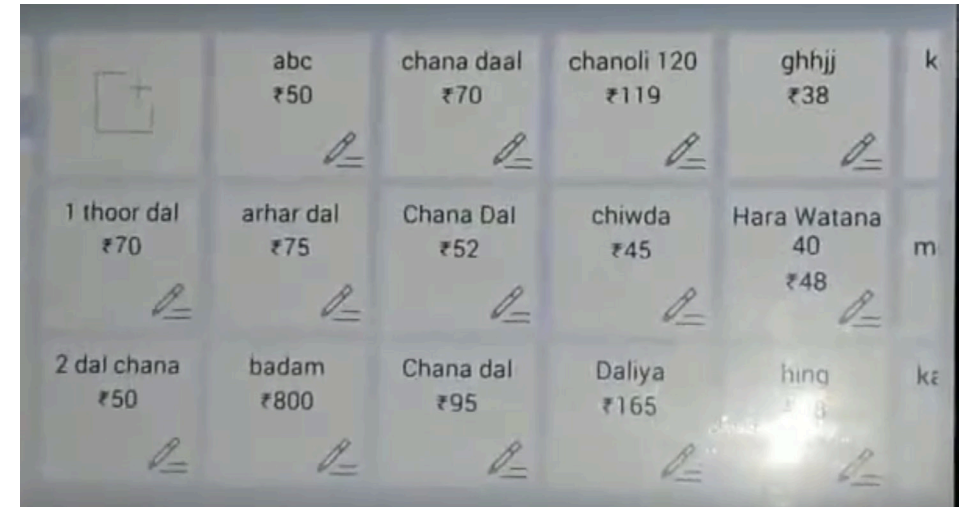 abc
₹50
chana daal
₹70
chanoli 120
₹119
ghhjj
₹38
k
1 thoor dal
₹70
arhar dal
₹75
Chana Dal
₹52
chiwda
₹45
Hara Watana
40
₹48
m
2 dal chana
₹50
badam
₹800
Chana dal
₹95
Daliya
₹165
hing